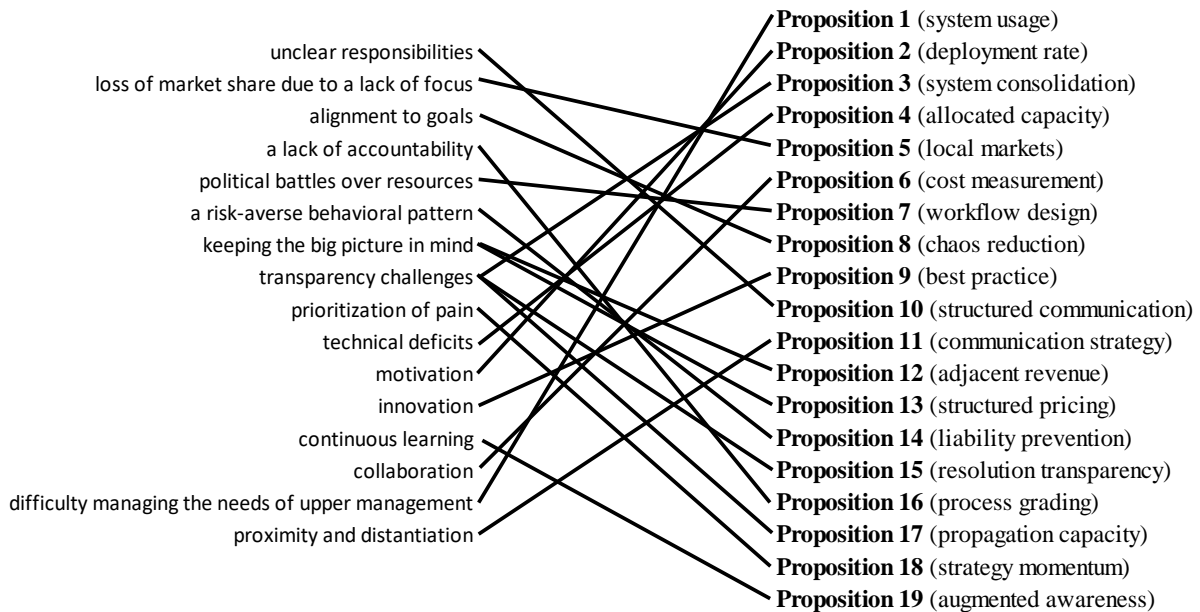 unclear responsibilities
loss of market share due to a lack of focus
alignment to goals
a lack of accountability
political battles over resources
a risk-averse behavioral pattern
keeping the big picture in mind
transparency challenges
prioritization of pain
technical deficits
motivation
innovation
continuous learning
collaboration
difficulty managing the needs of upper management
proximity and distantiation
Proposition 1 (system usage)
Proposition 2 (deployment rate)
Proposition 3 (system consolidation)
Proposition 4 (allocated capacity)
Proposition 5 (local markets)
Proposition 6 (cost measurement)
Proposition 7 (workflow design)
Proposition 8 (chaos reduction)
Proposition 9 (best practice)
Proposition 10 (structured communication)
Proposition 11 (communication strategy)
Proposition 12 (adjacent revenue)
Proposition 13 (structured pricing)
Proposition 14 (liability prevention)
Proposition 15 (resolution transparency)
Proposition 16 (process grading)
Proposition 17 (propagation capacity)
Proposition 18 (strategy momentum)
Proposition 19 (augmented awareness)